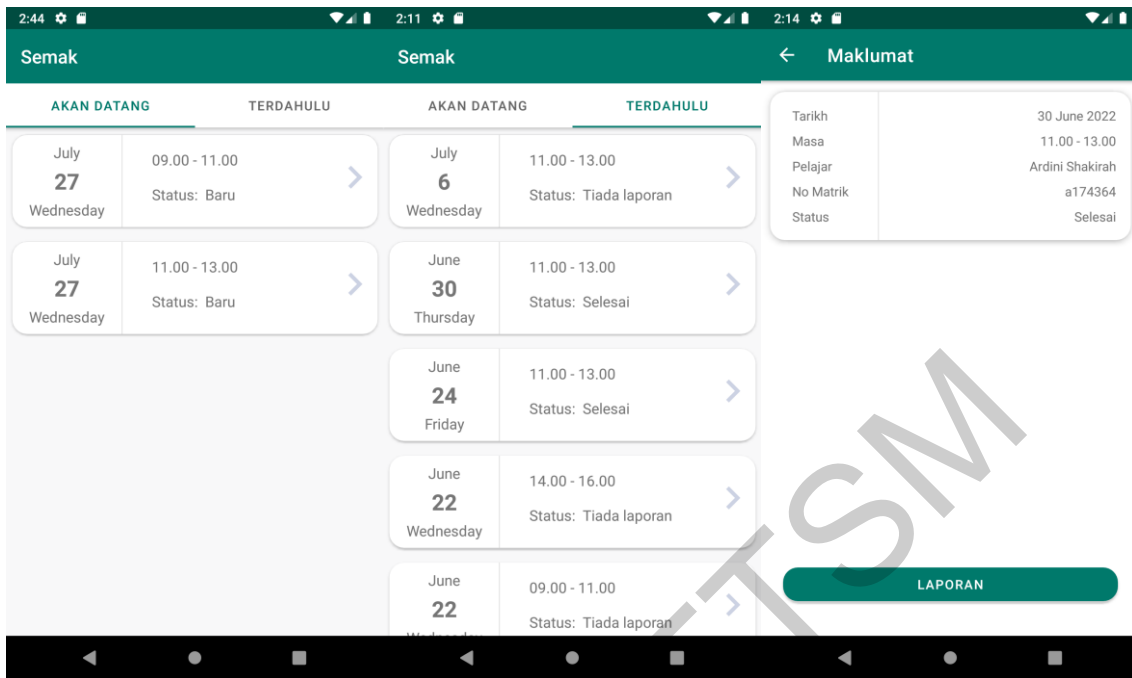 2:44
Semak
AKAN DATANG TERDAHULU
July
27
Wednesday
09.00 - 11.00
Status: Baru
July
27
Wednesday
11.00 - 13.00
Status: Baru
2:11
Semak
AKAN DATANG TERDAHULU
July
6
Wednesday
11.00 - 13.00
Status: Tiada laporan
June
30
Thursday
11.00 - 13.00
Status: Selesai
June
24
Friday
11.00 - 13.00
Status: Selesai
June
22
Wednesday
14.00 - 16.00
Status: Tiada laporan
June
22
Wednesday
09.00 - 11.00
Status: Tiada laporan
2:14
Maklumat
Tarikh 30 June 2022
Masa 11.00 - 13.00
Pelajar Ardini Shakirah
No Matrik a174364
Status Selesai
LAPORAN
FTSM